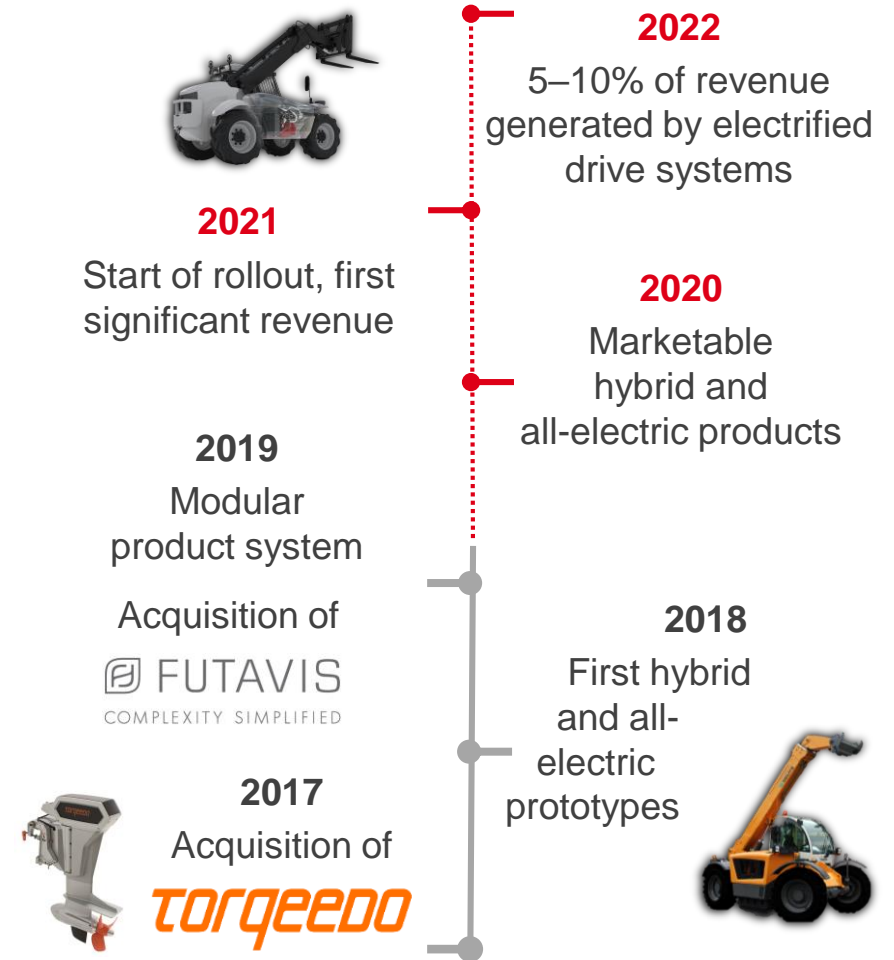 2022
5–10% of revenue
generated by electrified
drive systems
2021
Start of rollout, first
significant revenue
2020
Marketable
hybrid and
all-electric products
2019
Modular
product system
Acquisition of
FUTAVIS
COMPLEXITY SIMPLIFIED
2018
First hybrid
and all-
electric
prototypes
2017
Acquisition of
torqeedo
torqeedo